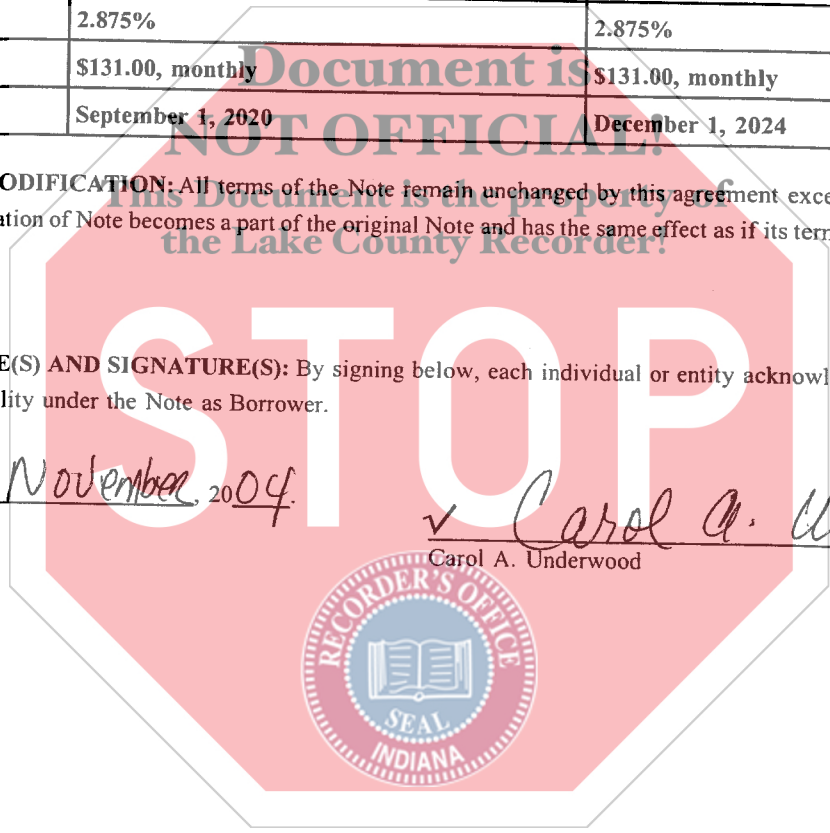 2.875% 2.875%
Document is
$131.00, monthly $131.00, monthly
September 1, 2020 December 1, 2024
NOT OFFICIAL!
ODIFICATION: All terms of the Note remain unchanged by this agreement exce
This Document is the property of
ation of Note becomes a part of the original Note and has the same effect as if its term
the Lake County Recorder!
STOP
E(S) AND SIGNATURE(S): By signing below, each individual or entity acknowl
lity under the Note as Borrower.
November, 2004.
Carol A. U
Carol A. Underwood
RECORDER'S OFFICE
SEAL
INDIANA